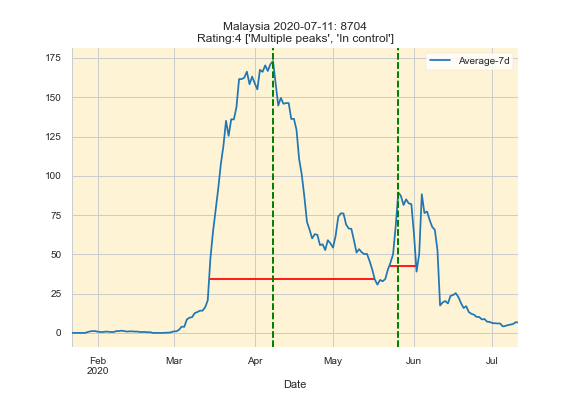 Malaysia 2020-07-11: 8704
Rating:4 ['Multiple peaks', 'In control']
Average-7d
175
150
125
100
75
50
25
0
Feb Mar Apr May Jun Jul
2020
Date